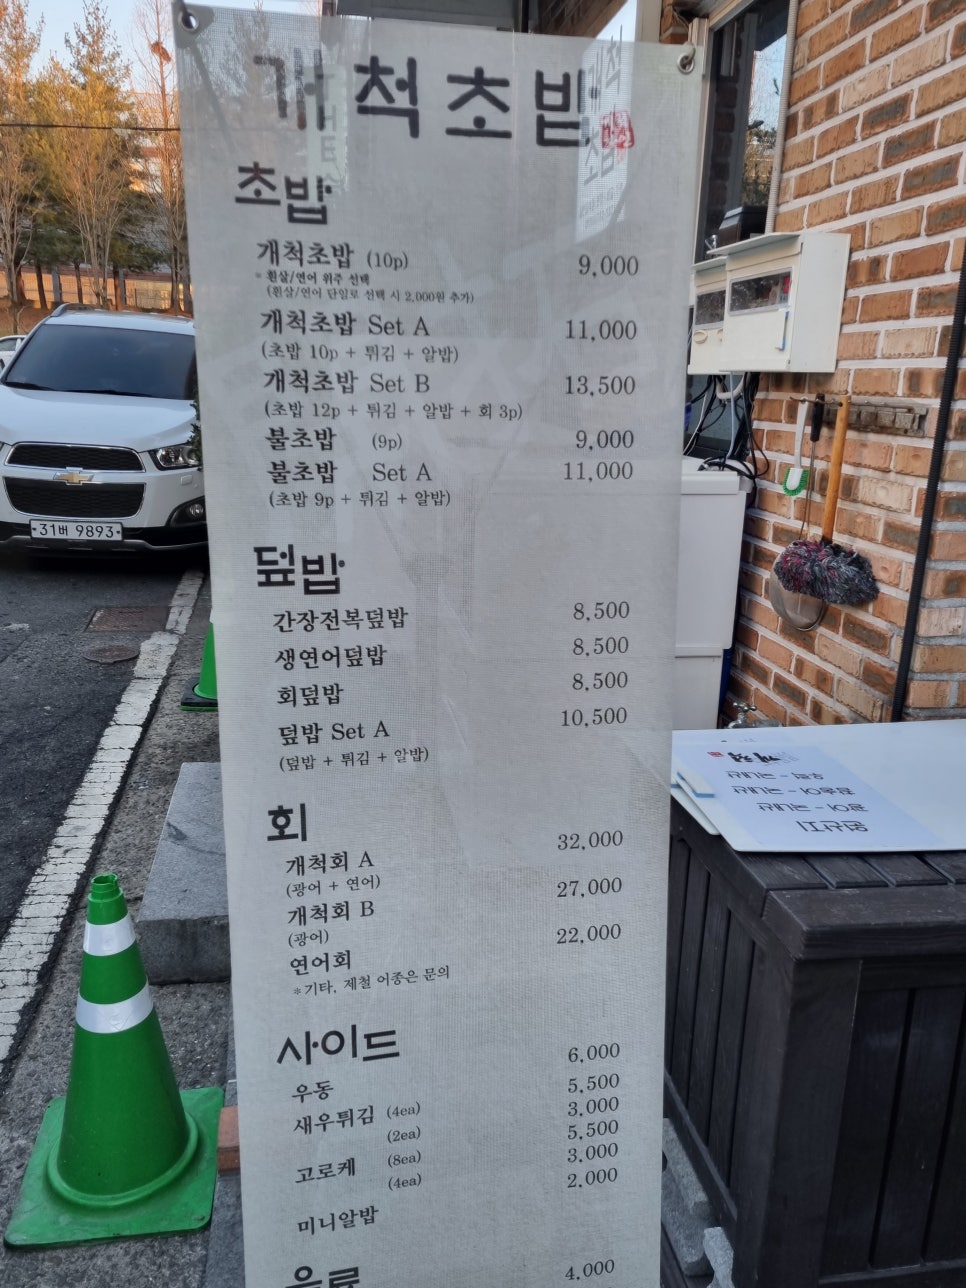 개척초밥
초밥
개척초밥 (10p) 9,000
* 흰살/연어 위주 선택
(흰살/연어 단일로 선택 시 2,000원 추가)
개척초밥 Set A 11,000
(초밥 10p + 튀김 + 알밥)
개척초밥 Set B 13,500
(초밥 12p + 튀김 + 알밥 + 회 3p)
불초밥 (9p) 9,000
불초밥 Set A 11,000
(초밥 9p + 튀김 + 알밥)
덮밥
간장전복덮밥 8,500
생연어덮밥 8,500
회덮밥 8,500
덮밥 Set A 10,500
(덮밥 + 튀김 + 알밥)
회
개척회 A 32,000
(광어 + 연어)
개척회 B 27,000
(광어)
연어회 22,000
*기타, 제철 어종은 문의
사이드
우동 6,000
새우튀김 (4ea) 5,500
(2ea) 3,000
고로케 (8ea) 5,500
(4ea) 3,000
미니알밥 2,000
음료 4,000
31버 9893